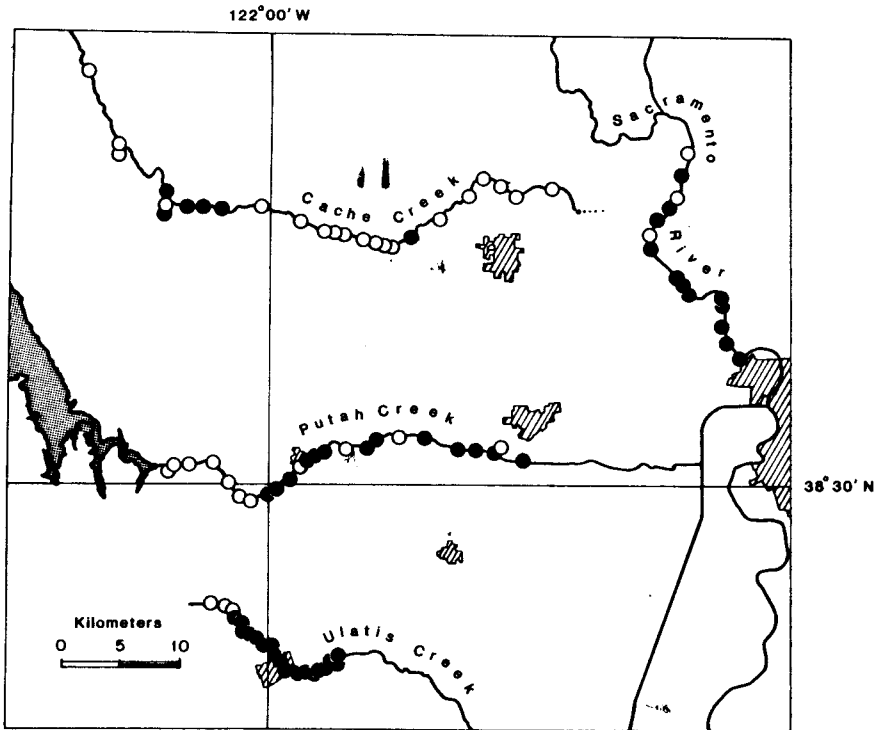 122°00' W
Sacramento
River
Cache Creek
Putah Creek
38°30' N
Kilometers
0 5 10
Ulatis Creek